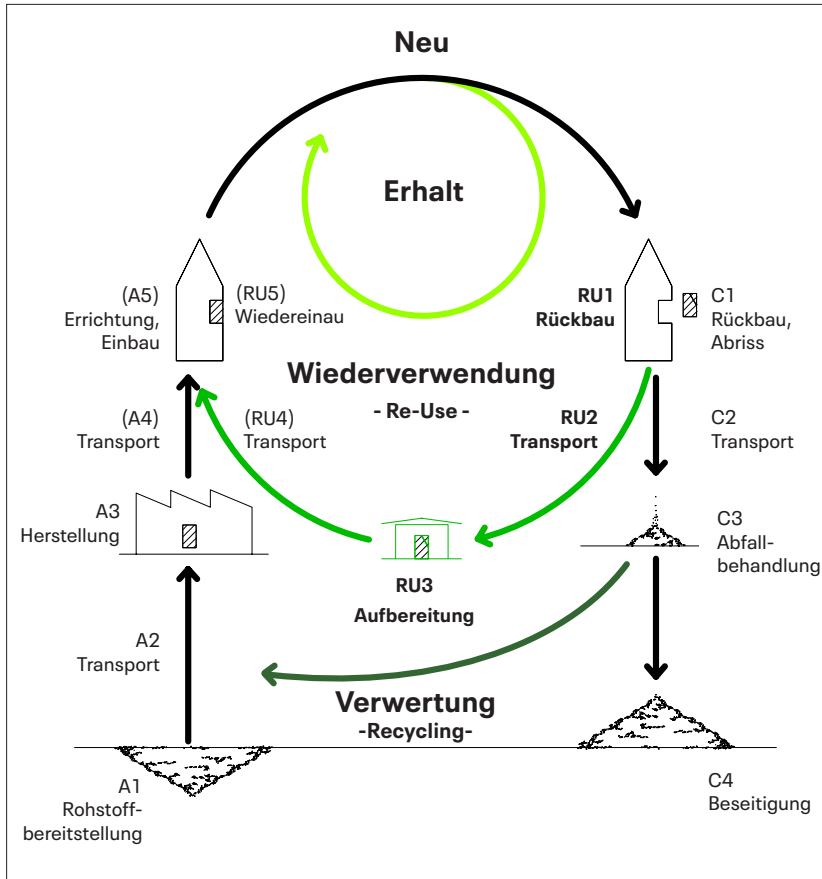 Neu
Erhalt
(A5)
Errichtung,
Einbau
(RU5)
Wiedereinau
RU1
Rückbau
C1
Rückbau,
Abriss
Wiederverwendung
- Re-Use -
(A4)
Transport
(RU4)
Transport
RU2
Transport
C2
Transport
A3
Herstellung
RU3
Aufbereitung
C3
Abfall-
behandlung
A2
Transport
Verwertung
-Recycling-
A1
Rohstoff-
bereitstellung
C4
Beseitigung